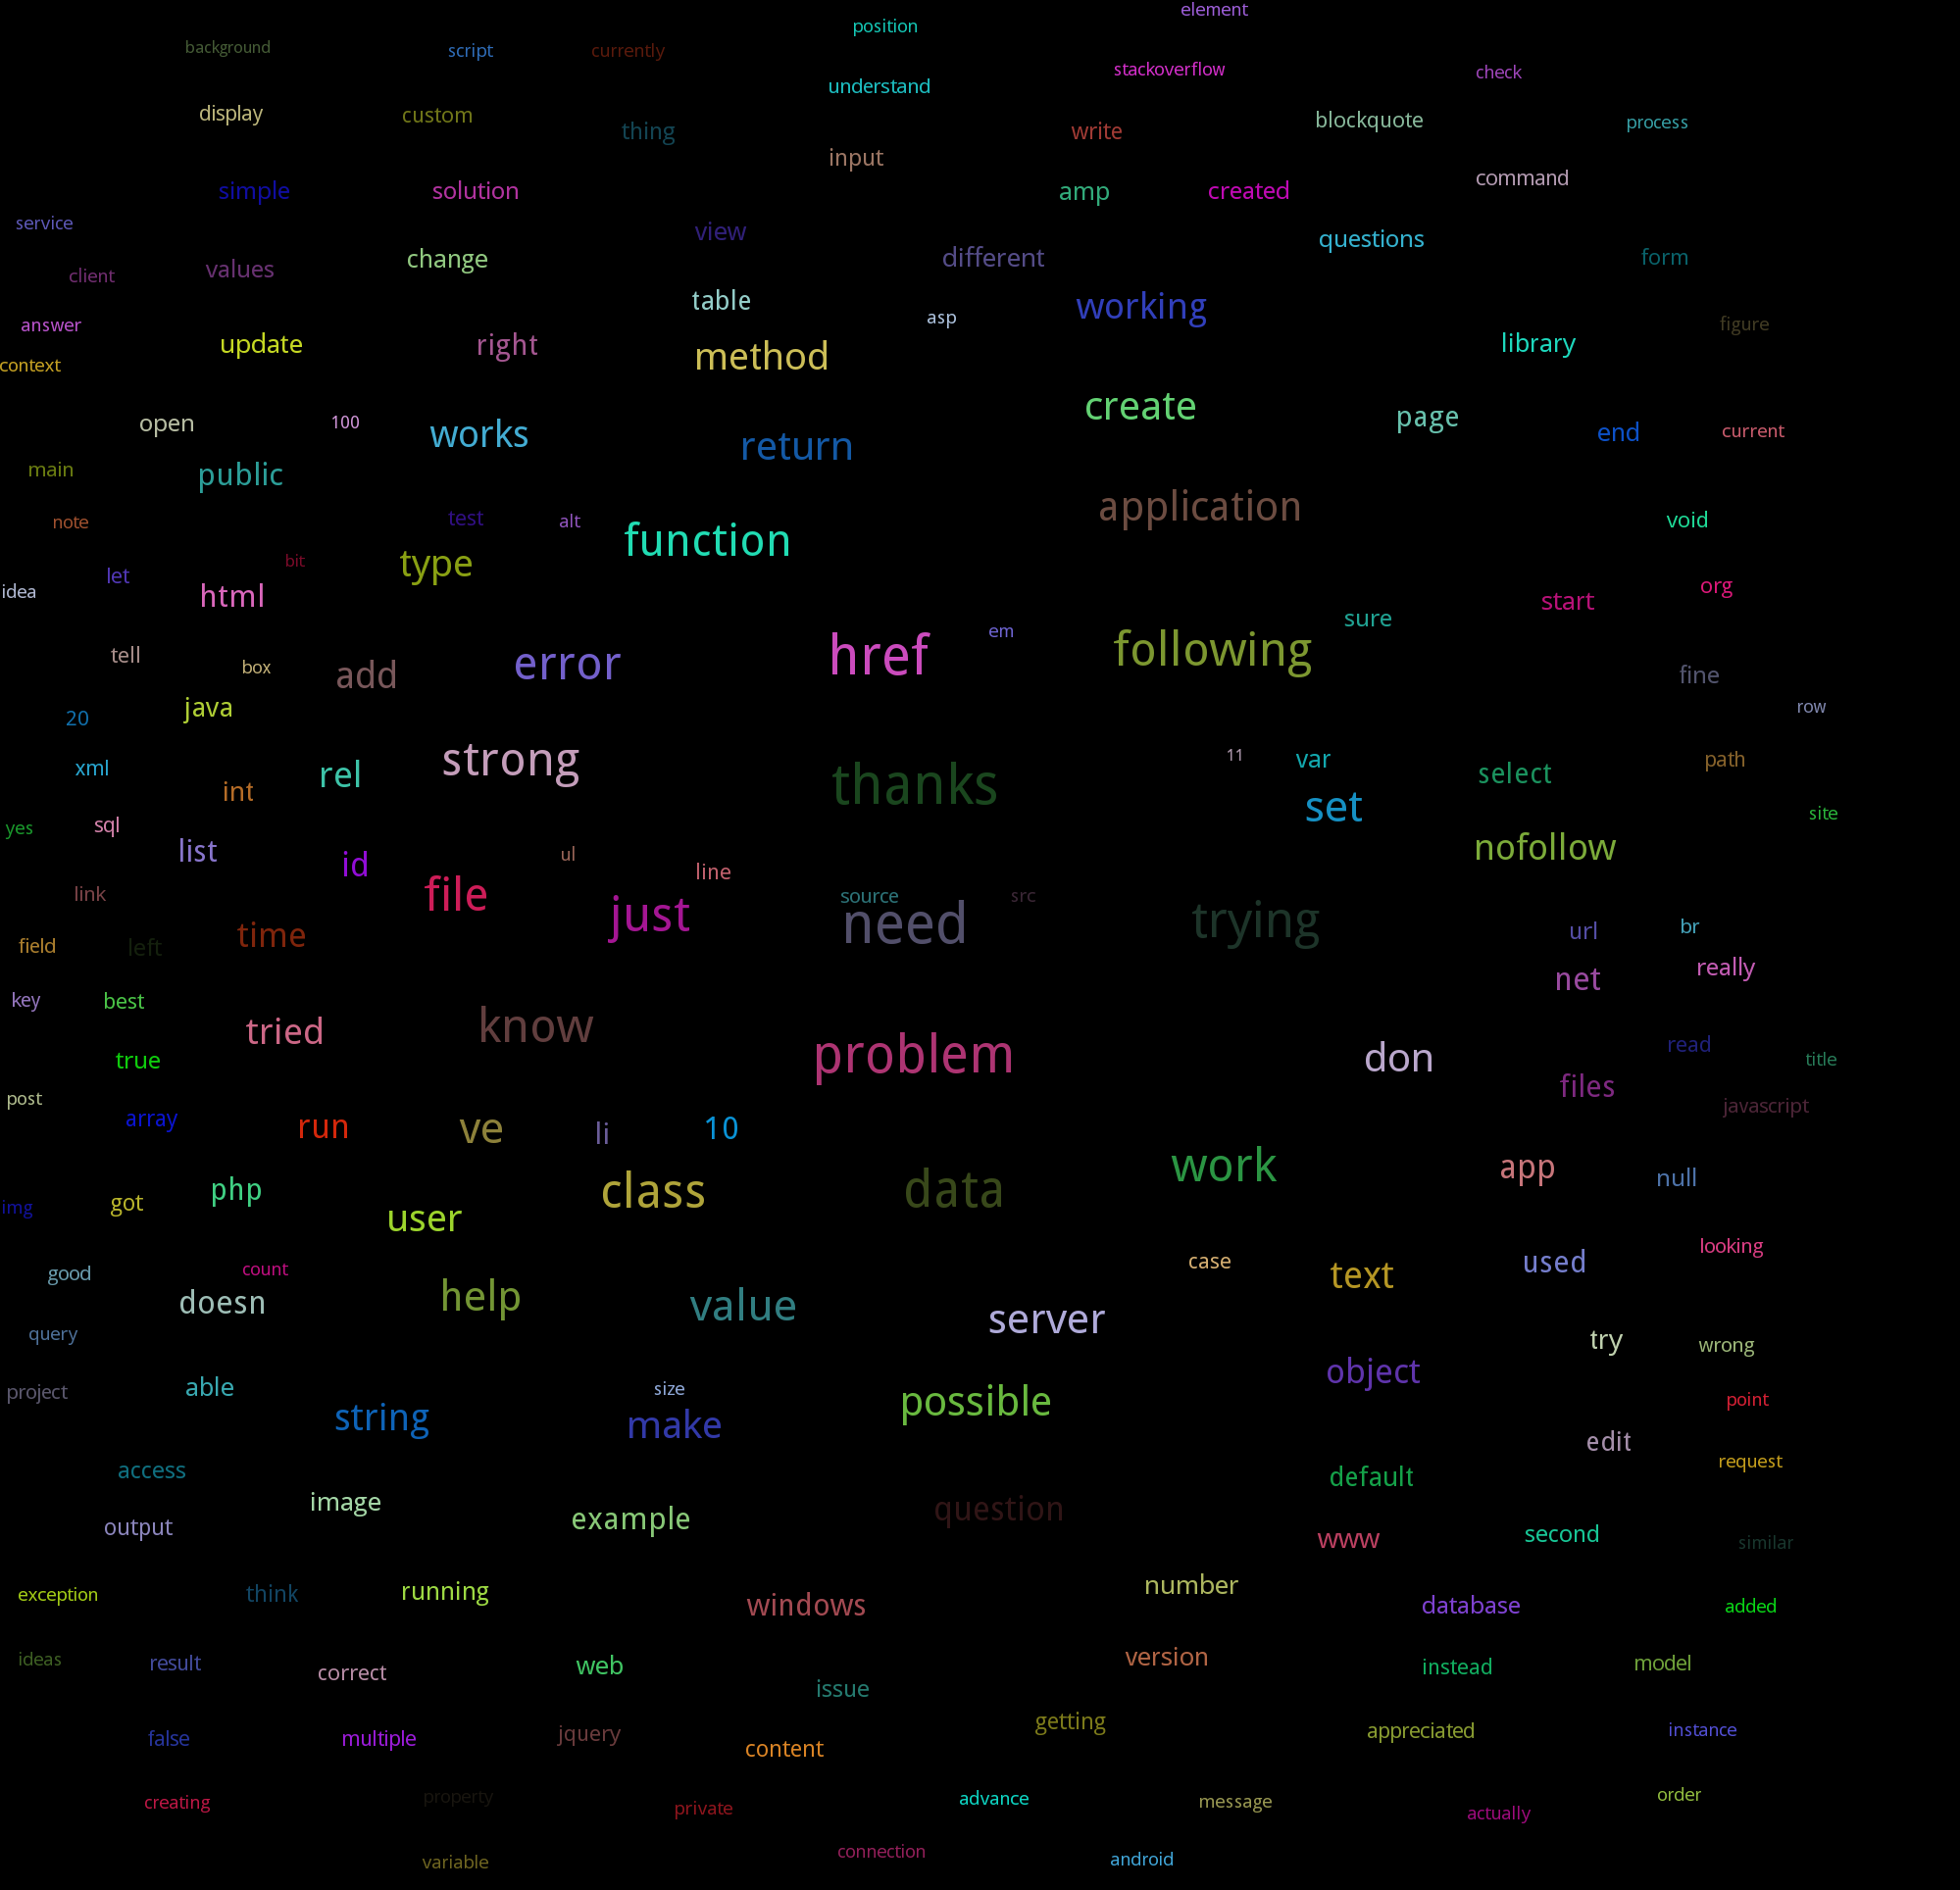 element
position
background
script
currently
stackoverflow
check
understand
display
custom
thing
write
blockquote
process
input
command
simple
solution
amp
created
service
view
questions
change
different
form
client
values
table
working
asp
answer
figure
update
right
method
library
context
create
page
open
100
works
return
end
current
main
public
application
note
test
alt
function
void
bit
type
let
html
idea
org
start
sure
em
href
following
tell
box
add
error
fine
java
20
row
strong
11
var
path
xml
int
rel
thanks
select
set
site
yes
sql
list
id
ul
line
nofollow
link
file
just
source
src
need
trying
url
br
field
left
time
net
really
key
best
tried
know
problem
don
read
title
true
files
post
array
javascript
run
ve
li
10
work
app
null
img
got
php
user
class
data
looking
good
count
case
text
used
doesn
help
value
server
query
try
wrong
project
able
string
size
make
possible
object
point
edit
access
default
request
image
output
example
question
www
second
similar
exception
think
running
windows
number
database
added
ideas
result
correct
web
issue
version
instead
model
false
multiple
jquery
content
getting
appreciated
instance
creating
property
private
advance
message
actually
order
variable
connection
android